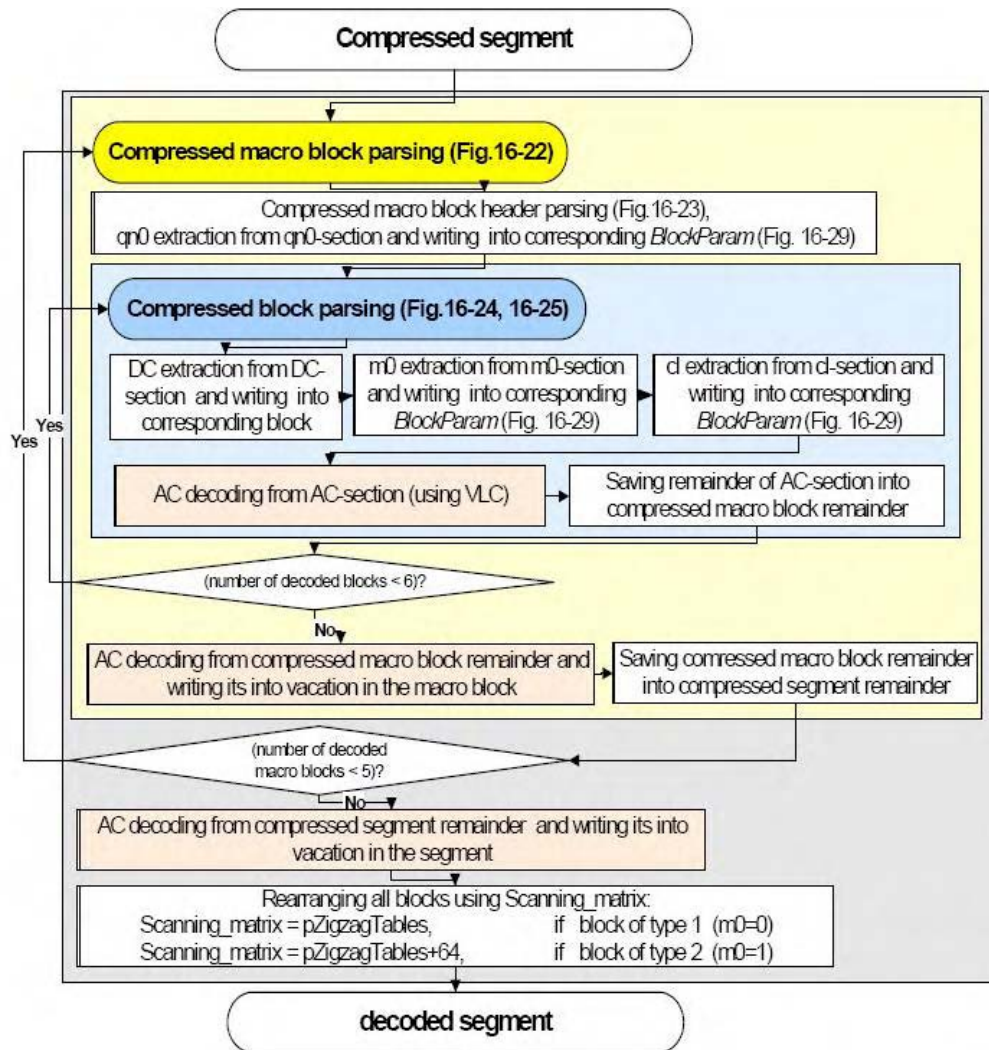 Compressed segment
Compressed macro block parsing (Fig.16-22)
Compressed macro block header parsing (Fig.16-23),
qn0 extraction from qn0-section and writing into corresponding BlockParam (Fig. 16-29)
Compressed block parsing (Fig.16-24, 16-25)
DC extraction from DC-
section and writing into
corresponding block
m0 extraction from m0-section
and writing into corresponding
BlockParam (Fig. 16-29)
cl extraction from cl-section and
writing into corresponding
BlockParam (Fig. 16-29)
Yes
Yes
AC decoding from AC-section (using VLC)
Saving remainder of AC-section into
compressed macro block remainder
(number of decoded blocks < 6)?
No
AC decoding from compressed macro block remainder and
writing its into vacation in the macro block
Saving comressed macro block remainder
into compressed segment remainder
(number of decoded
macro blocks < 5)?
No
AC decoding from compressed segment remainder and writing its into
vacation in the segment
Rearranging all blocks using Scanning_matrix:
Scanning_matrix = pZigzagTables, if block of type 1 (m0=0)
Scanning_matrix = pZigzagTables+64, if block of type 2 (m0=1)
decoded segment